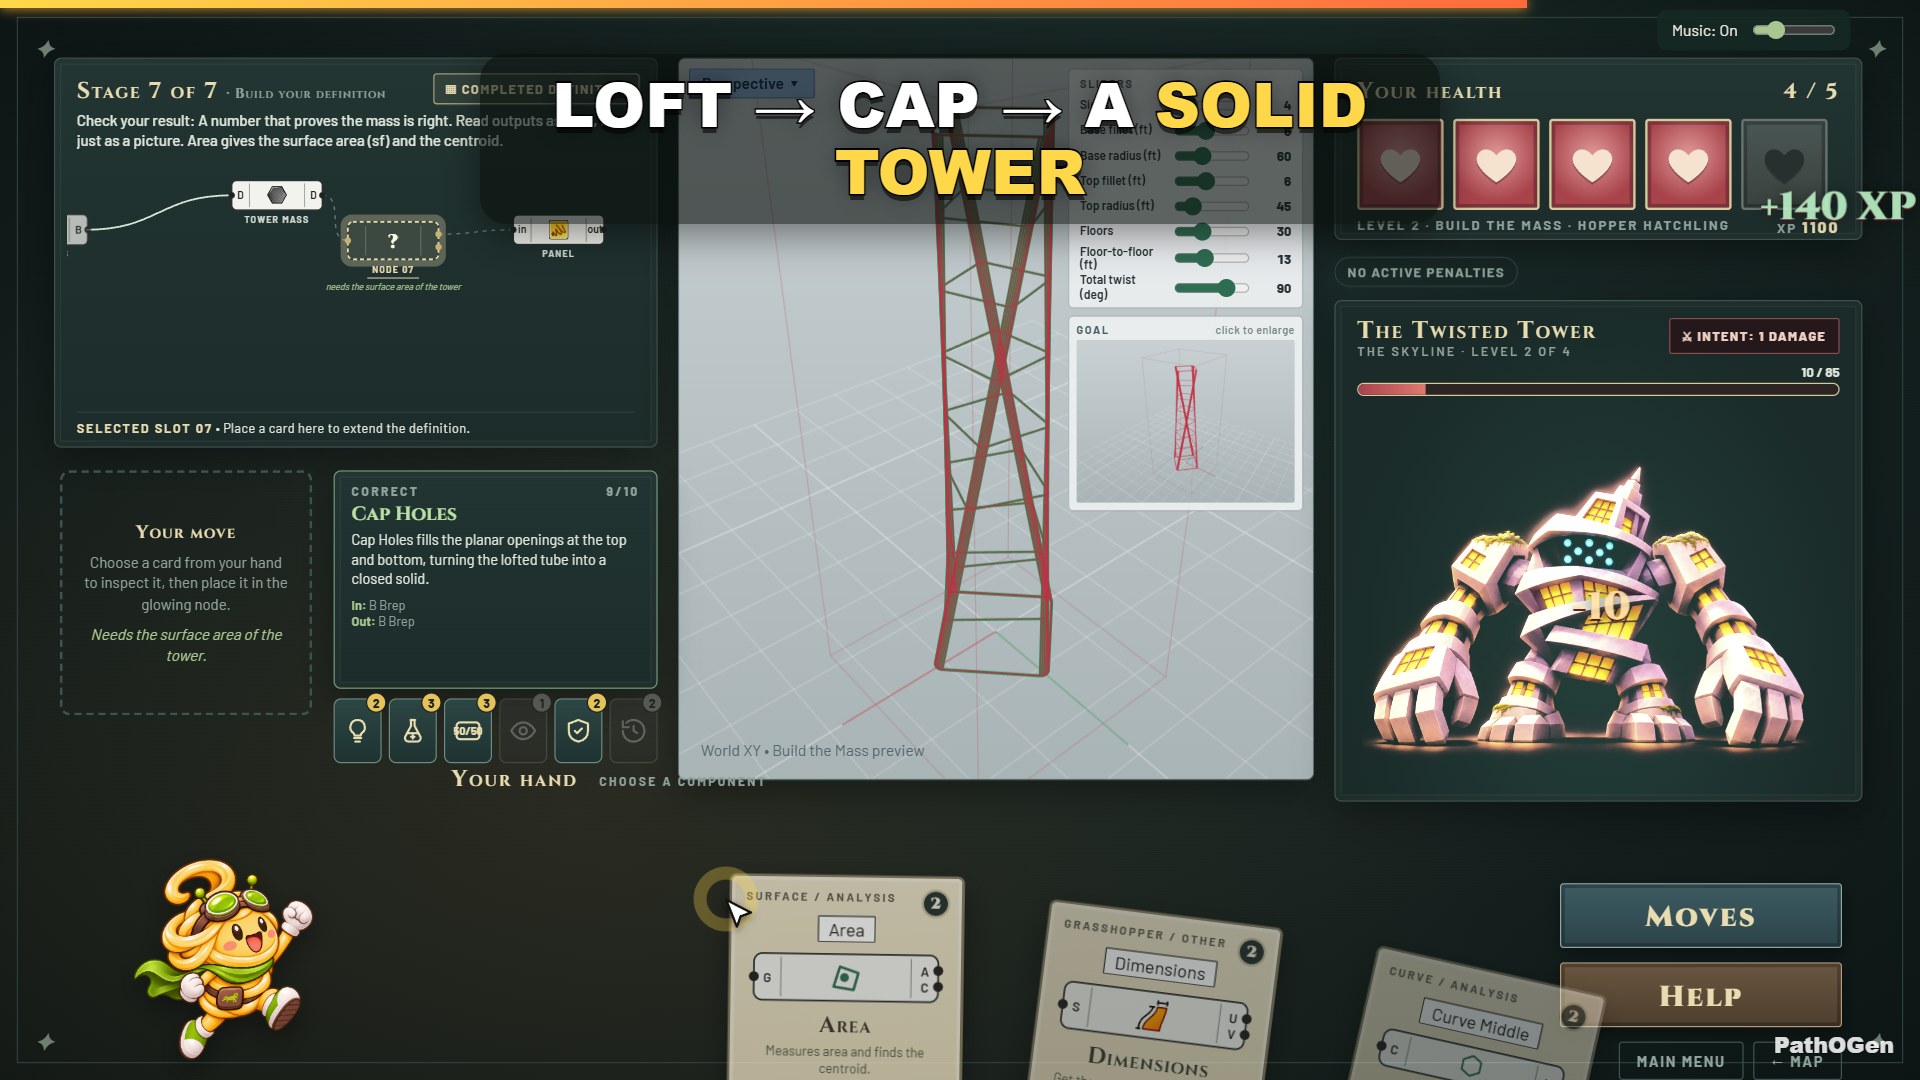 Music: On
LOFT → CAP → A SOLID
TOWER
STAGE 7 OF 7 · BUILD YOUR DEFINITION
Check your result: A number that proves the mass is right. Read outputs
just as a picture. Area gives the surface area (sf) and the centroid.
B
D D
TOWER MASS
?
NODE 07
needs the surface area of the tower
in out
PANEL
SELECTED SLOT 07 • Place a card here to extend the definition.
YOUR MOVE
Choose a card from your hand
to inspect it, then place it in the
glowing node.
Needs the surface area of the
tower.
CORRECT 9/10
CAP HOLES
Cap Holes fills the planar openings at the top
and bottom, turning the lofted tube into a
closed solid.
In: B Brep
Out: B Brep
2 3 3 1 2 2
50/50
YOUR HAND CHOOSE A COMPONENT
SLIDERS
4
Base fillet (ft) 6
Base radius (ft) 60
Top fillet (ft) 6
Top radius (ft) 45
Floors 30
Floor-to-floor
(ft) 13
Total twist
(deg) 90
GOAL click to enlarge
World XY • Build the Mass preview
YOUR HEALTH 4 / 5
+140 XP
LEVEL 2 · BUILD THE MASS · HOPPER HATCHLING
XP 1100
NO ACTIVE PENALTIES
THE TWISTED TOWER
THE SKYLINE · LEVEL 2 OF 4
INTENT: 1 DAMAGE
10 / 85
-10
SURFACE / ANALYSIS 2
Area
G A
C
AREA
Measures area and finds the
centroid.
GRASSHOPPER / OTHER 2
Dimensions
S U
V
DIMENSIONS
CURVE / ANALYSIS 2
Curve Middle
C
MOVES
HELP
MAIN MENU
← MAP
PathOGen